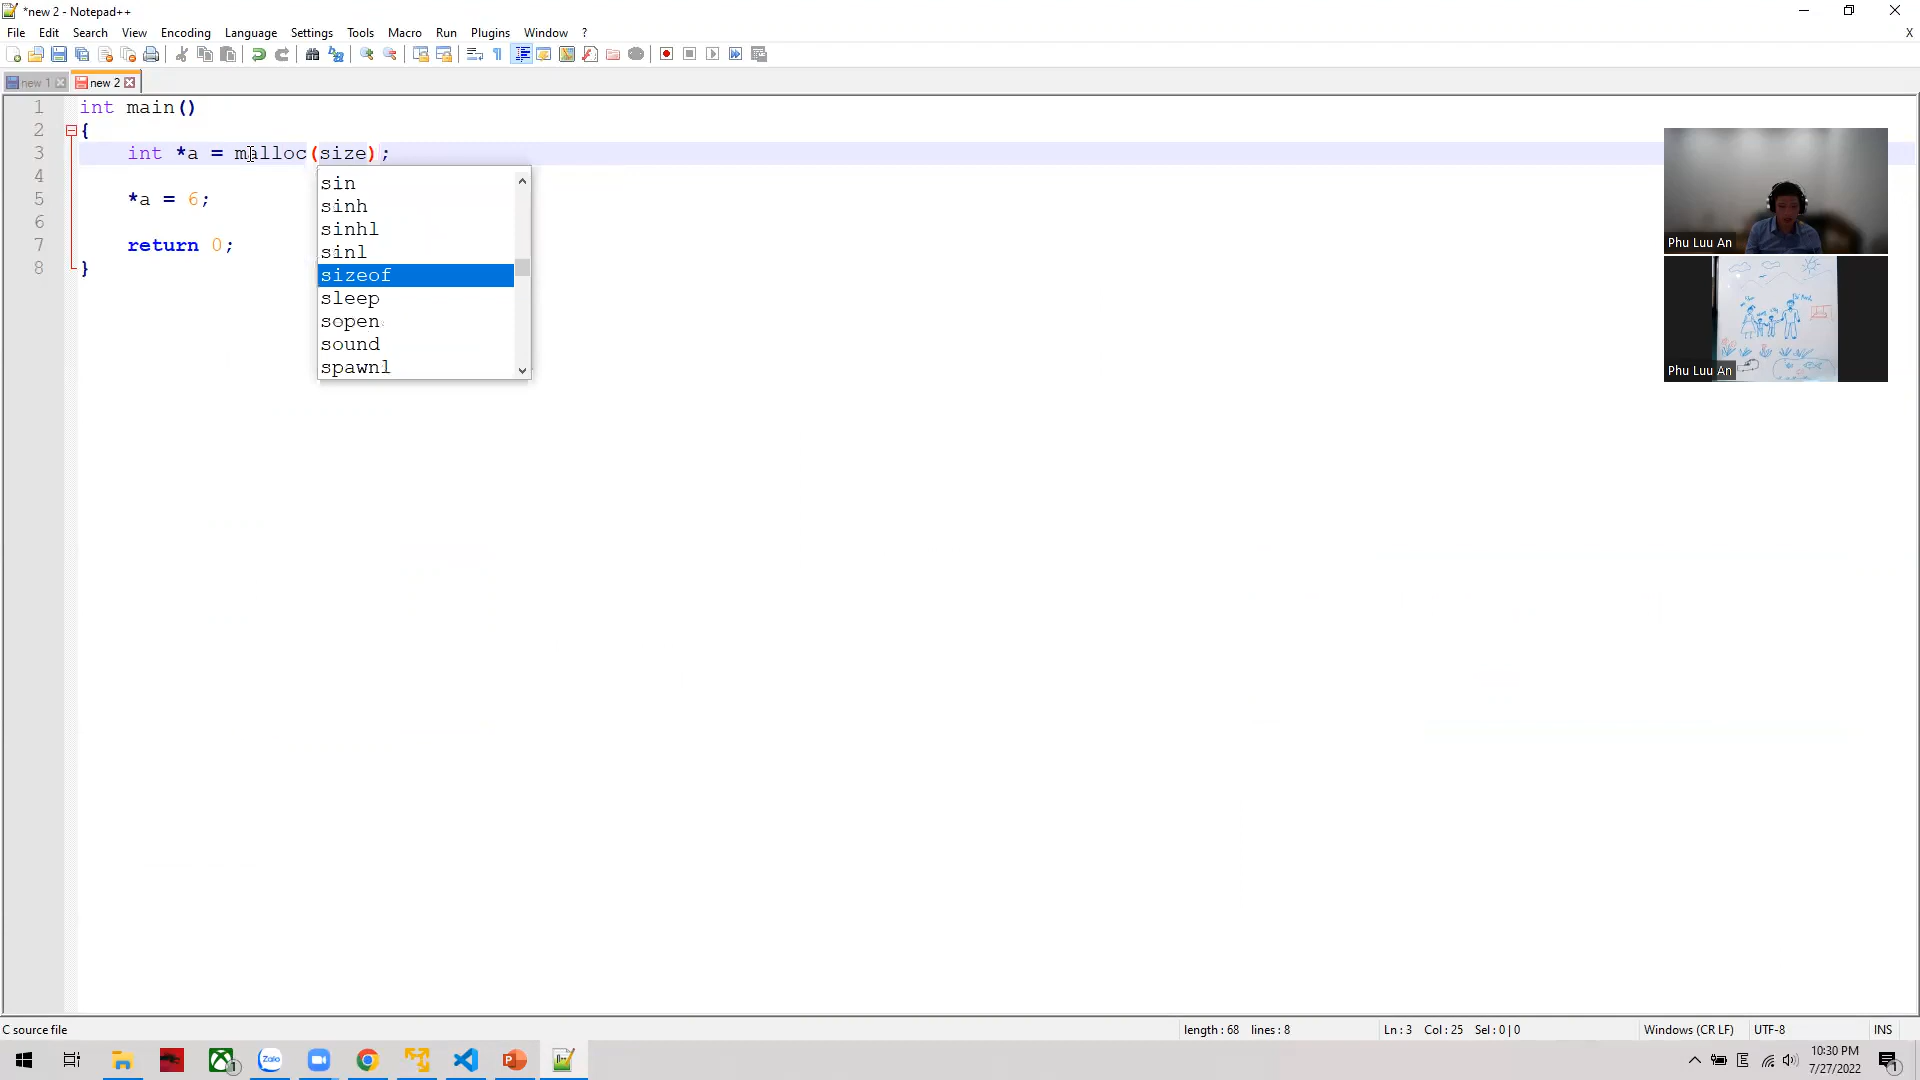 *new 2 - Notepad++
File Edit Search View Encoding Language Settings Tools Macro Run Plugins Window ? X
new 1 new 2
1 int main()
2 {
3 int *a = malloc(size);
4
5 *a = 6;
6
7 return 0;
8 }
sin
sinh
sinhl
sinl
sizeof
sleep
sopen
sound
spawnl
Phu Luu An
Phu Luu An
C source file length : 68 lines : 8 Ln : 3 Col : 25 Sel : 0 | 0 Windows (CR LF) UTF-8 INS
Zalo
10:30 PM
7/27/2022